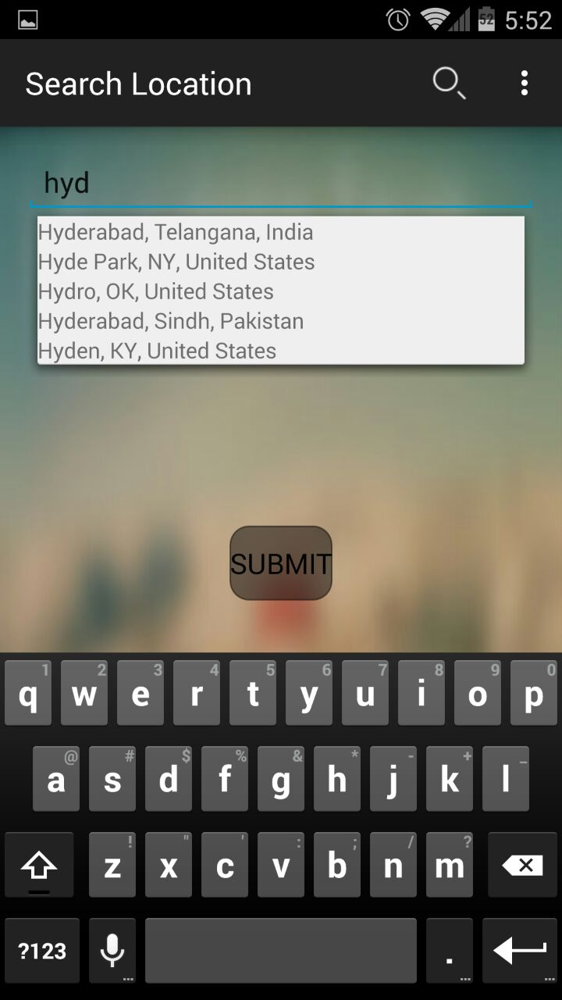 52 5:52
Search Location
hyd
Hyderabad, Telangana, India
Hyde Park, NY, United States
Hydro, OK, United States
Hyderabad, Sindh, Pakistan
Hyden, KY, United States
SUBMIT
1 2 3 4 5 6 7 8 9 0
q w e r t y u i o p
@ # $ % & * - + _
a s d f g h j k l
! " ' : ; / ?
z x c v b n m
?123 .